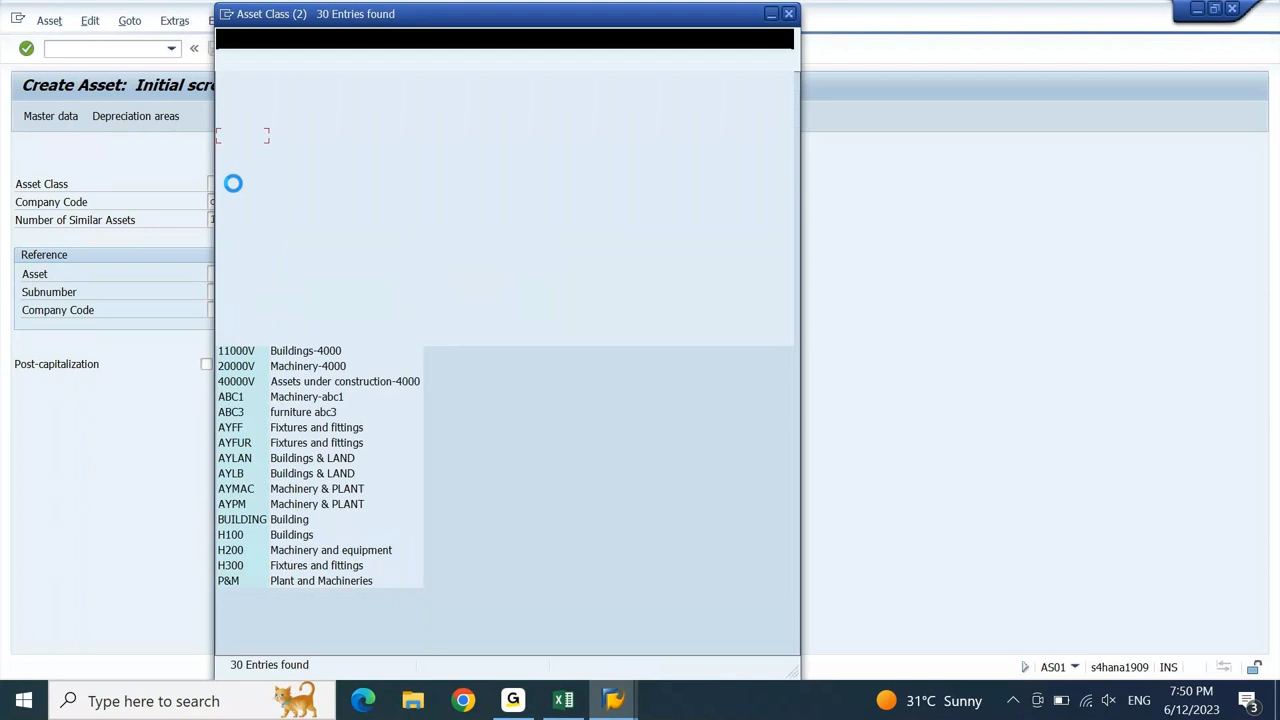 Asset Edit Goto Extras
Asset Class (2) 30 Entries found
Create Asset: Initial scre
Master data Depreciation areas
Asset Class
Company Code
Number of Similar Assets 1
Reference
Asset
Subnumber
Company Code
Post-capitalization
11000V Buildings-4000
20000V Machinery-4000
40000V Assets under construction-4000
ABC1 Machinery-abc1
ABC3 furniture abc3
AYFF Fixtures and fittings
AYFUR Fixtures and fittings
AYLAN Buildings & LAND
AYLB Buildings & LAND
AYMAC Machinery & PLANT
AYPM Machinery & PLANT
BUILDING Building
H100 Buildings
H200 Machinery and equipment
H300 Fixtures and fittings
P&M Plant and Machineries
30 Entries found
AS01 s4hana1909 INS
Type here to search
31°C Sunny
ENG
7:50 PM
6/12/2023
3